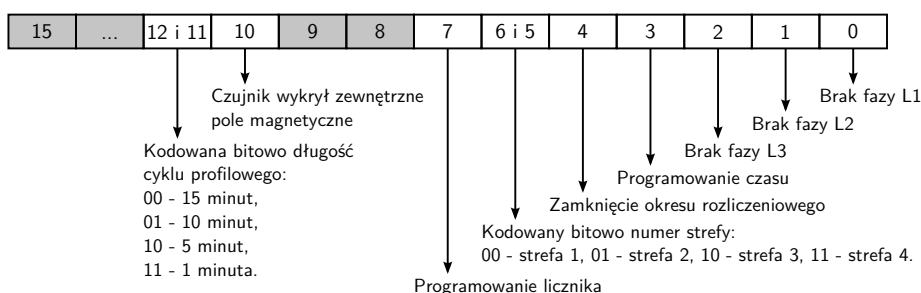 15 ... 12 i 11 10 9 8 7 6 i 5 4 3 2 1 0
Czujnik wykrył zewnętrzne
pole magnetyczne
Brak fazy L1
Brak fazy L2
Kodowana bitowo długość
cyklu profilowego:
00 - 15 minut,
01 - 10 minut,
10 - 5 minut,
11 - 1 minuta.
Brak fazy L3
Programowanie czasu
Zamknięcie okresu rozliczeniowego
Kodowany bitowo numer strefy:
00 - strefa 1, 01 - strefa 2, 10 - strefa 3, 11 - strefa 4.
Programowanie licznika